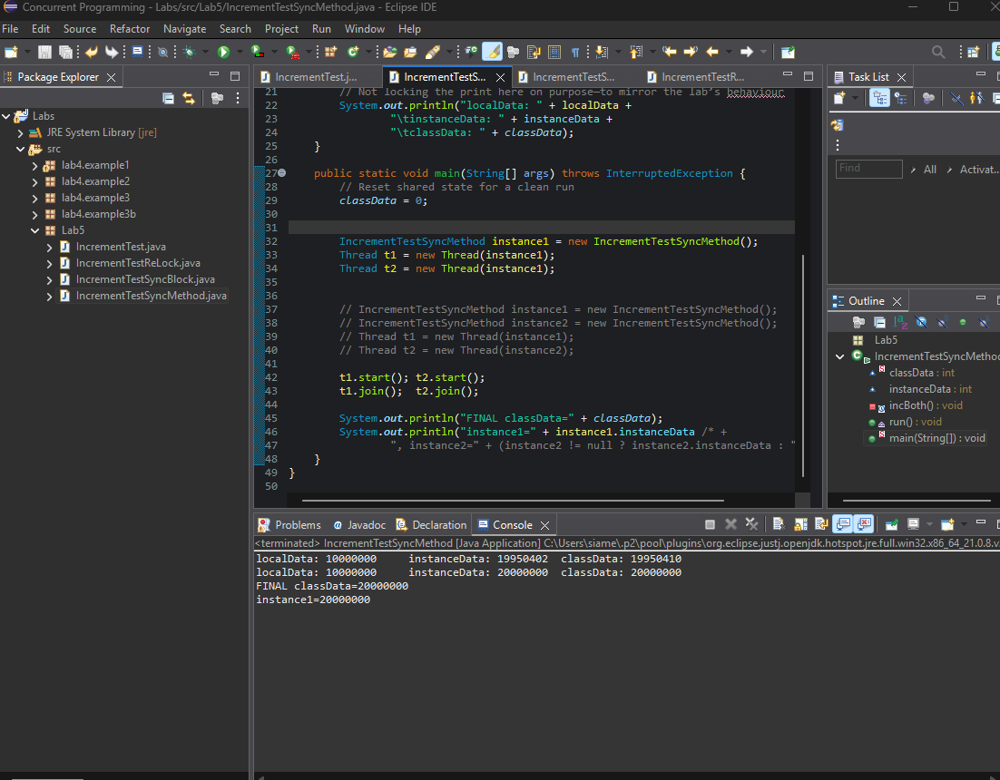 Concurrent Programming - Labs/src/Lab5/IncrementTestSyncMethod.java - Eclipse IDE
File Edit Source Refactor Navigate Search Project Run Window Help
Package Explorer
Labs
JRE System Library [jre]
src
lab4.example1
lab4.example2
lab4.example3
lab4.example3b
Lab5
IncrementTest.java
IncrementTestReLock.java
IncrementTestSyncBlock.java
IncrementTestSyncMethod.java
IncrementTest.j... IncrementTestS... IncrementTestS... IncrementTestR...
21 // Not locking the print here on purpose—to mirror the lab’s behaviour
22 System.out.println("localData: " + localData +
23 "\tinstanceData: " + instanceData +
24 "\tclassData: " + classData);
25 }
26
27 public static void main(String[] args) throws InterruptedException {
28 // Reset shared state for a clean run
29 classData = 0;
30
31
32 IncrementTestSyncMethod instance1 = new IncrementTestSyncMethod();
33 Thread t1 = new Thread(instance1);
34 Thread t2 = new Thread(instance1);
35
36
37 // IncrementTestSyncMethod instance1 = new IncrementTestSyncMethod();
38 // IncrementTestSyncMethod instance2 = new IncrementTestSyncMethod();
39 // Thread t1 = new Thread(instance1);
40 // Thread t2 = new Thread(instance2);
41
42 t1.start(); t2.start();
43 t1.join(); t2.join();
44
45 System.out.println("FINAL classData=" + classData);
46 System.out.println("instance1=" + instance1.instanceData /* +
47 ", instance2=" + (instance2 != null ? instance2.instanceData : "
48 }
49 }
50
Task List
Find
All
Activat...
Outline
Lab5
IncrementTestSyncMethod
classData : int
instanceData : int
incBoth() : void
run() : void
main(String[]) : void
Problems Javadoc Declaration Console
<terminated> IncrementTestSyncMethod [Java Application] C:\Users\siame\.p2\pool\plugins\org.eclipse.justj.openjdk.hotspot.jre.full.win32.x86_64_21.0.8.v
localData: 10000000 instanceData: 19950402 classData: 19950410
localData: 10000000 instanceData: 20000000 classData: 20000000
FINAL classData=20000000
instance1=20000000